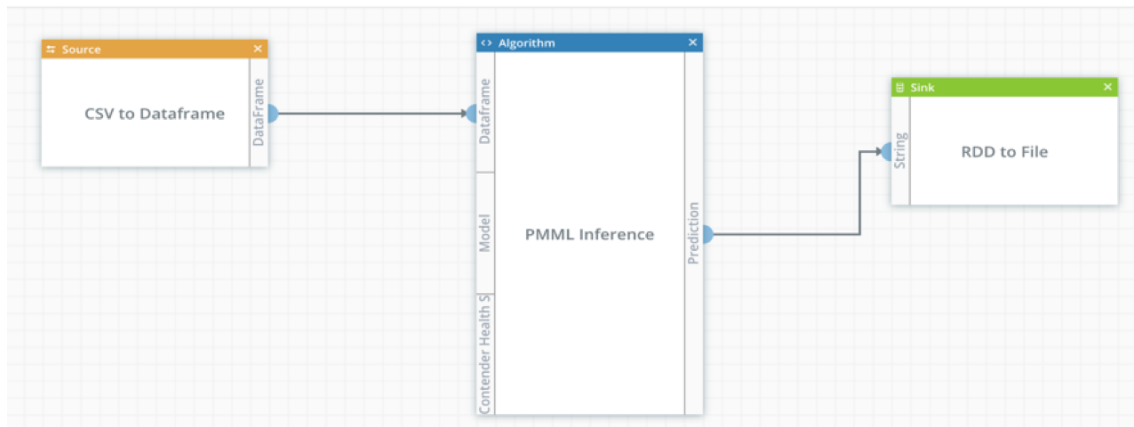 Source
CSV to Dataframe
DataFrame
Algorithm
Dataframe
Model
Contender Health S
PMML Inference
Prediction
Sink
String
RDD to File